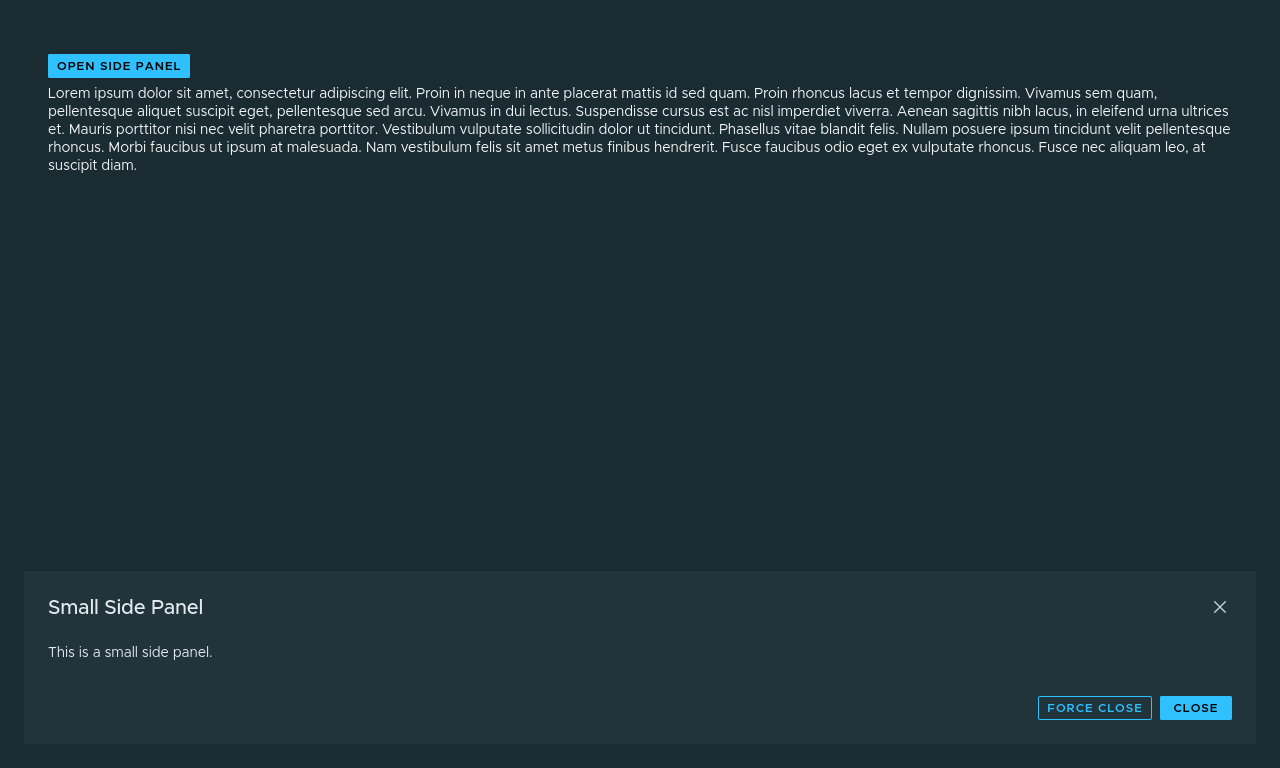 OPEN SIDE PANEL
Lorem ipsum dolor sit amet, consectetur adipiscing elit. Proin in neque in ante placerat mattis id sed quam. Proin rhoncus lacus et tempor dignissim. Vivamus sem quam,
pellentesque aliquet suscipit eget, pellentesque sed arcu. Vivamus in dui lectus. Suspendisse cursus est ac nisl imperdiet viverra. Aenean sagittis nibh lacus, in eleifend urna ultrices
et. Mauris porttitor nisi nec velit pharetra porttitor. Vestibulum vulputate sollicitudin dolor ut tincidunt. Phasellus vitae blandit felis. Nullam posuere ipsum tincidunt velit pellentesque
rhoncus. Morbi faucibus ut ipsum at malesuada. Nam vestibulum felis sit amet metus finibus hendrerit. Fusce faucibus odio eget ex vulputate rhoncus. Fusce nec aliquam leo, at
suscipit diam.
Small Side Panel
This is a small side panel.
FORCE CLOSE
CLOSE